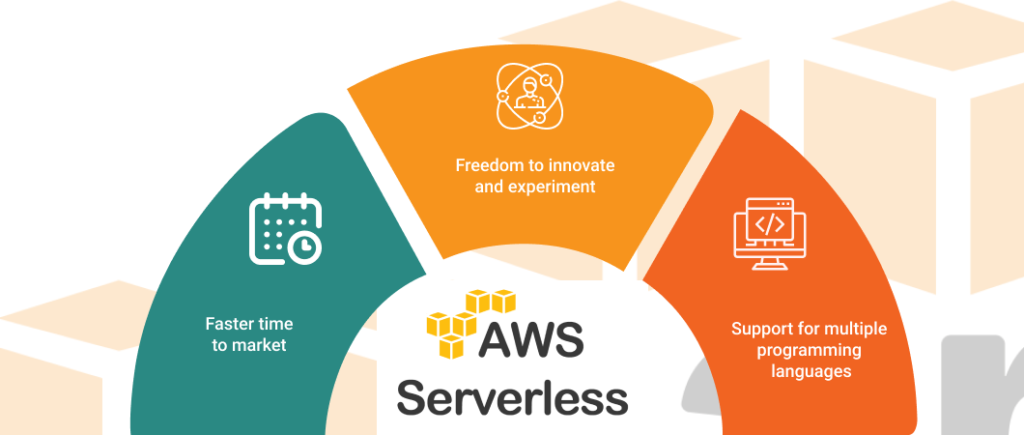 Freedom to innovate
and experiment
Faster time
to market
Support for multiple
programming
languages
</>
AWS
Serverless